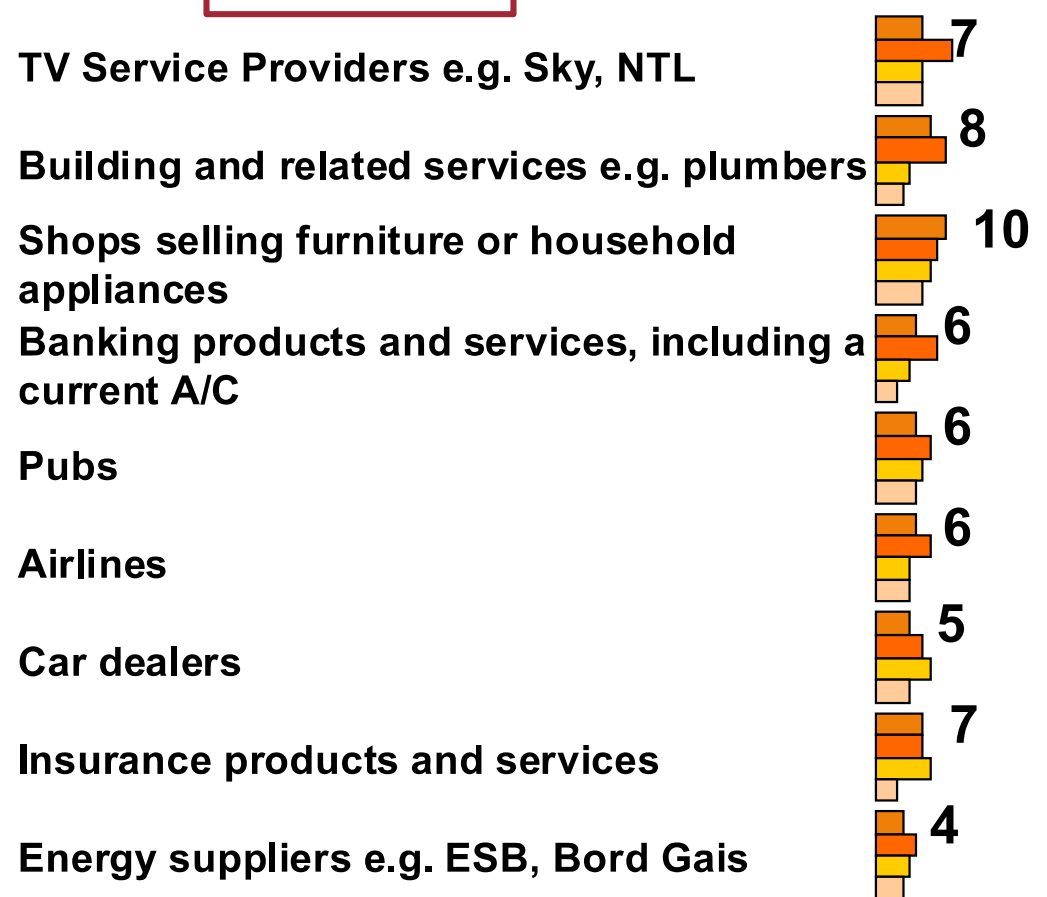 TV Service Providers e.g. Sky, NTL
7
Building and related services e.g. plumbers
8
Shops selling furniture or household
appliances
10
Banking products and services, including a
current A/C
6
Pubs
6
Airlines
6
Car dealers
5
Insurance products and services
7
Energy suppliers e.g. ESB, Bord Gais
4